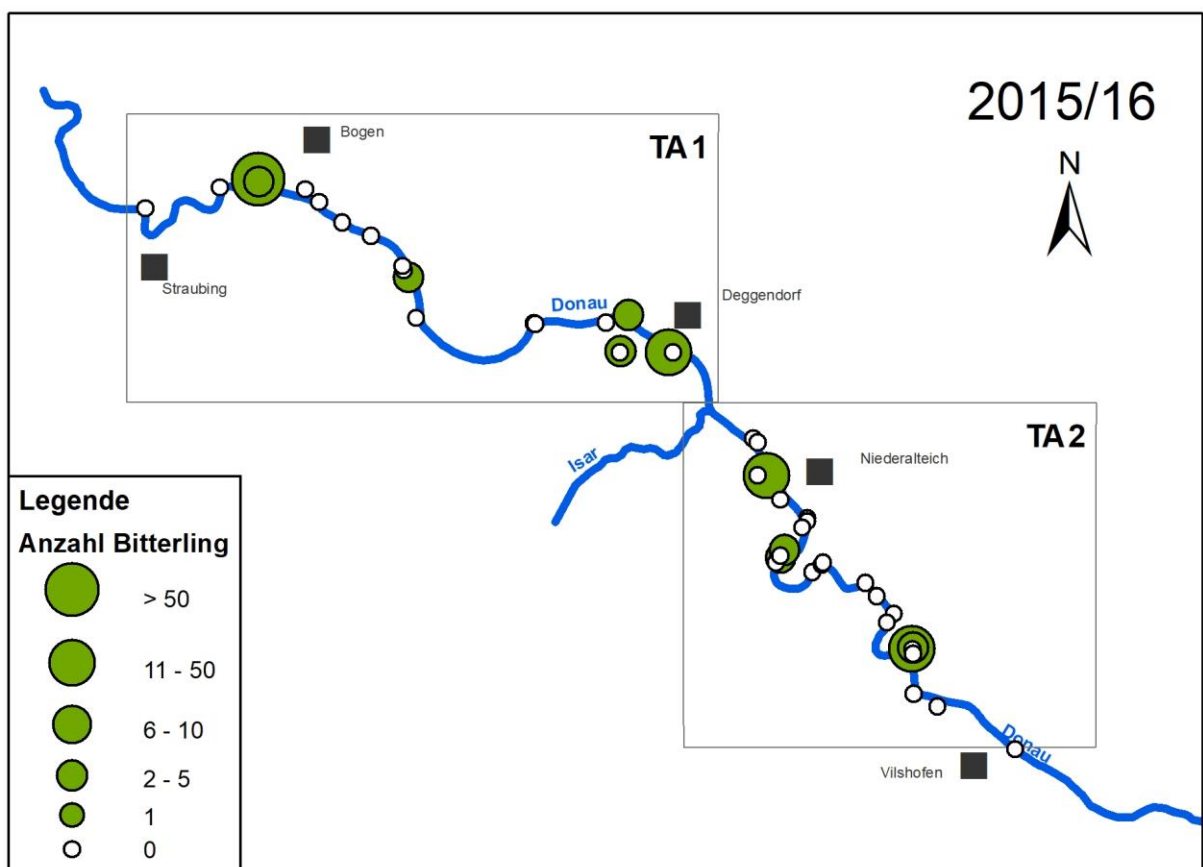 2015/16
N
Bogen
TA 1
Straubing
Donau
Deggendorf
Isar
TA 2
Niederalteich
Donau
Vilshofen
Legende
Anzahl Bitterling
> 50
11 - 50
6 - 10
2 - 5
1
0